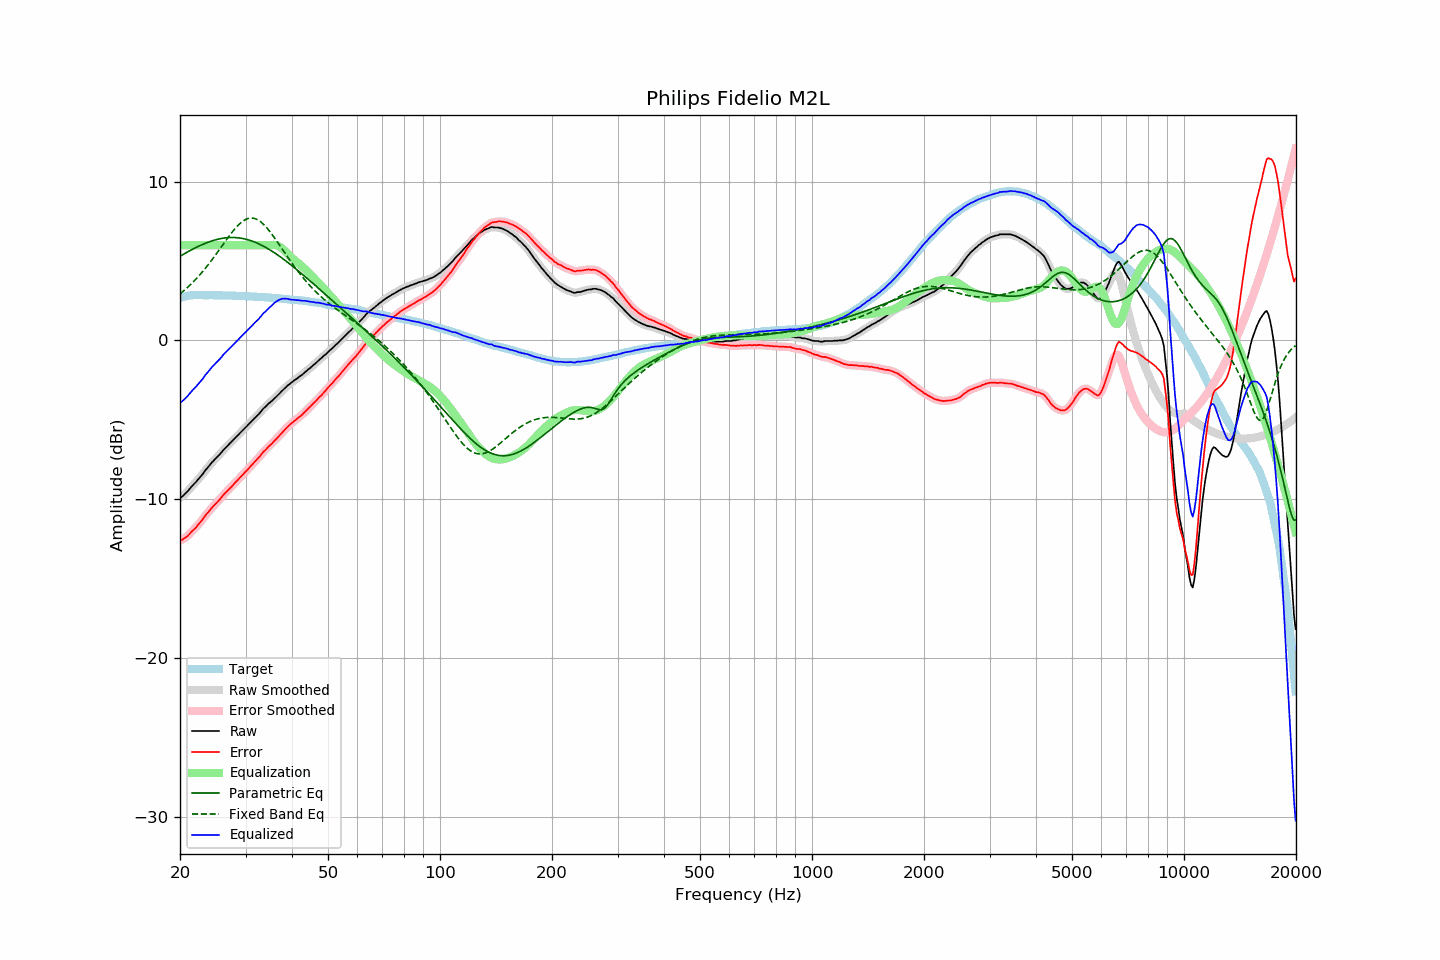 Philips Fidelio M2L
Amplitude (dBr)
10
0
−10
−20
−30
Target
Raw Smoothed
Error Smoothed
Raw
Error
Equalization
Parametric Eq
Fixed Band Eq
Equalized
20 50 100 200 500 1000 2000 5000 10000 20000
Frequency (Hz)